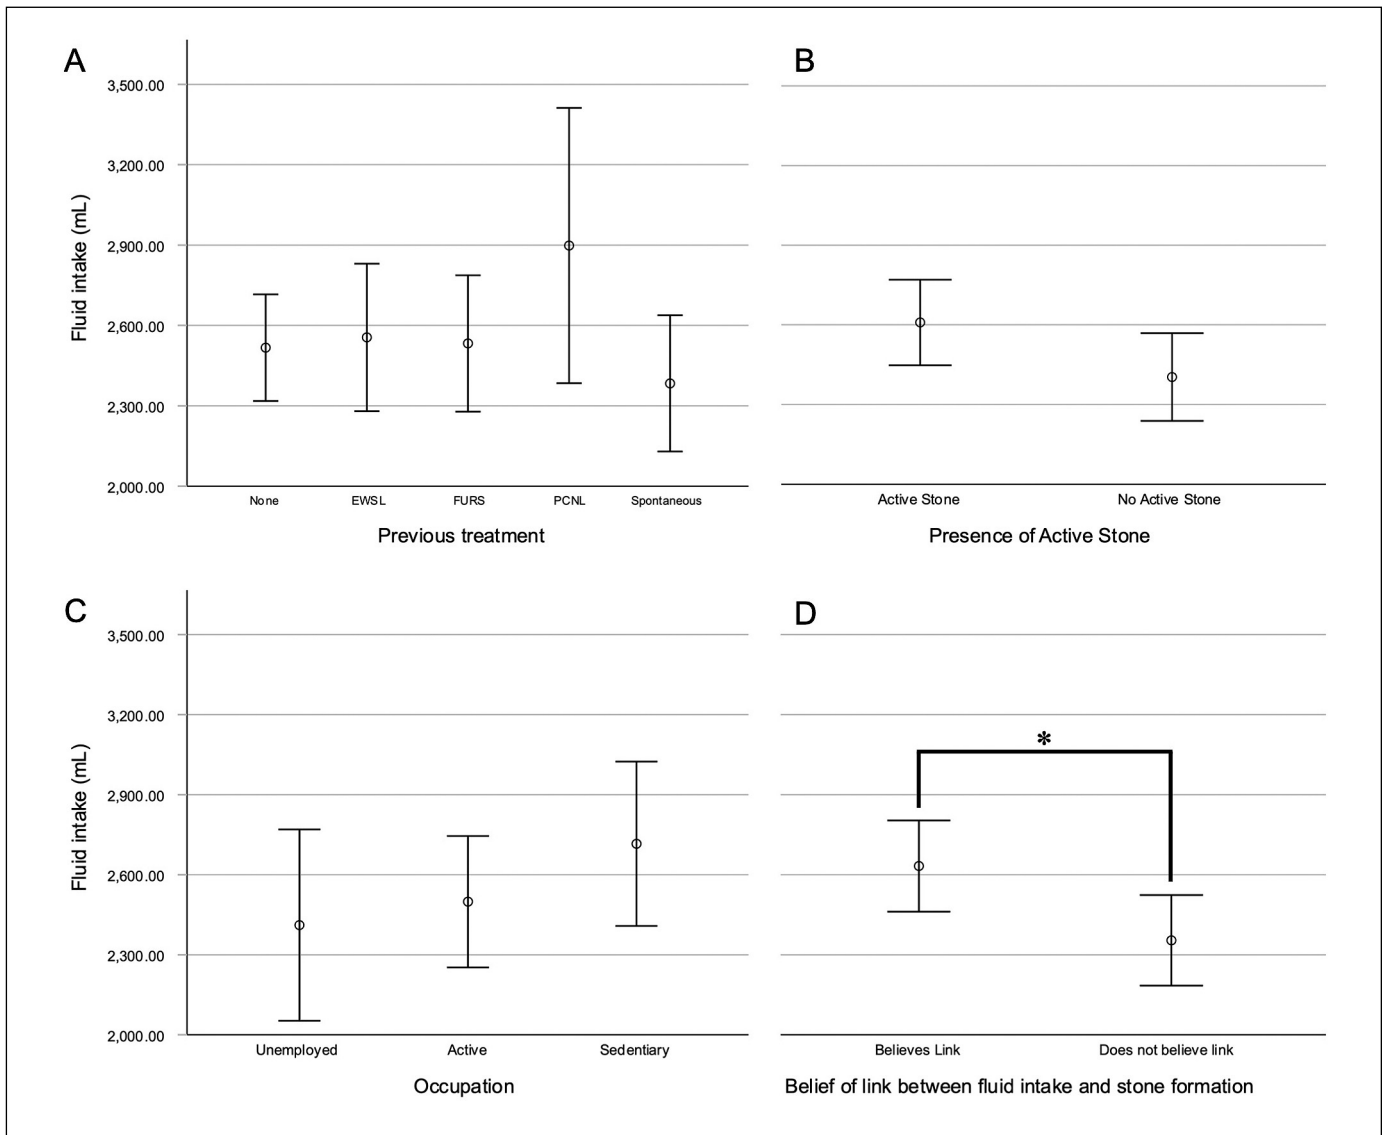 A
B
3,500.00
3,200.00
2,900.00
2,600.00
2,300.00
2,000.00
Fluid intake (mL)
None EWSL FURS PCNL Spontaneous
Previous treatment
Active Stone No Active Stone
Presence of Active Stone
C
D
3,500.00
3,200.00
2,900.00
2,600.00
2,300.00
2,000.00
Fluid intake (mL)
Unemployed Active Sedentary
Occupation
*
Believes Link Does not believe link
Belief of link between fluid intake and stone formation